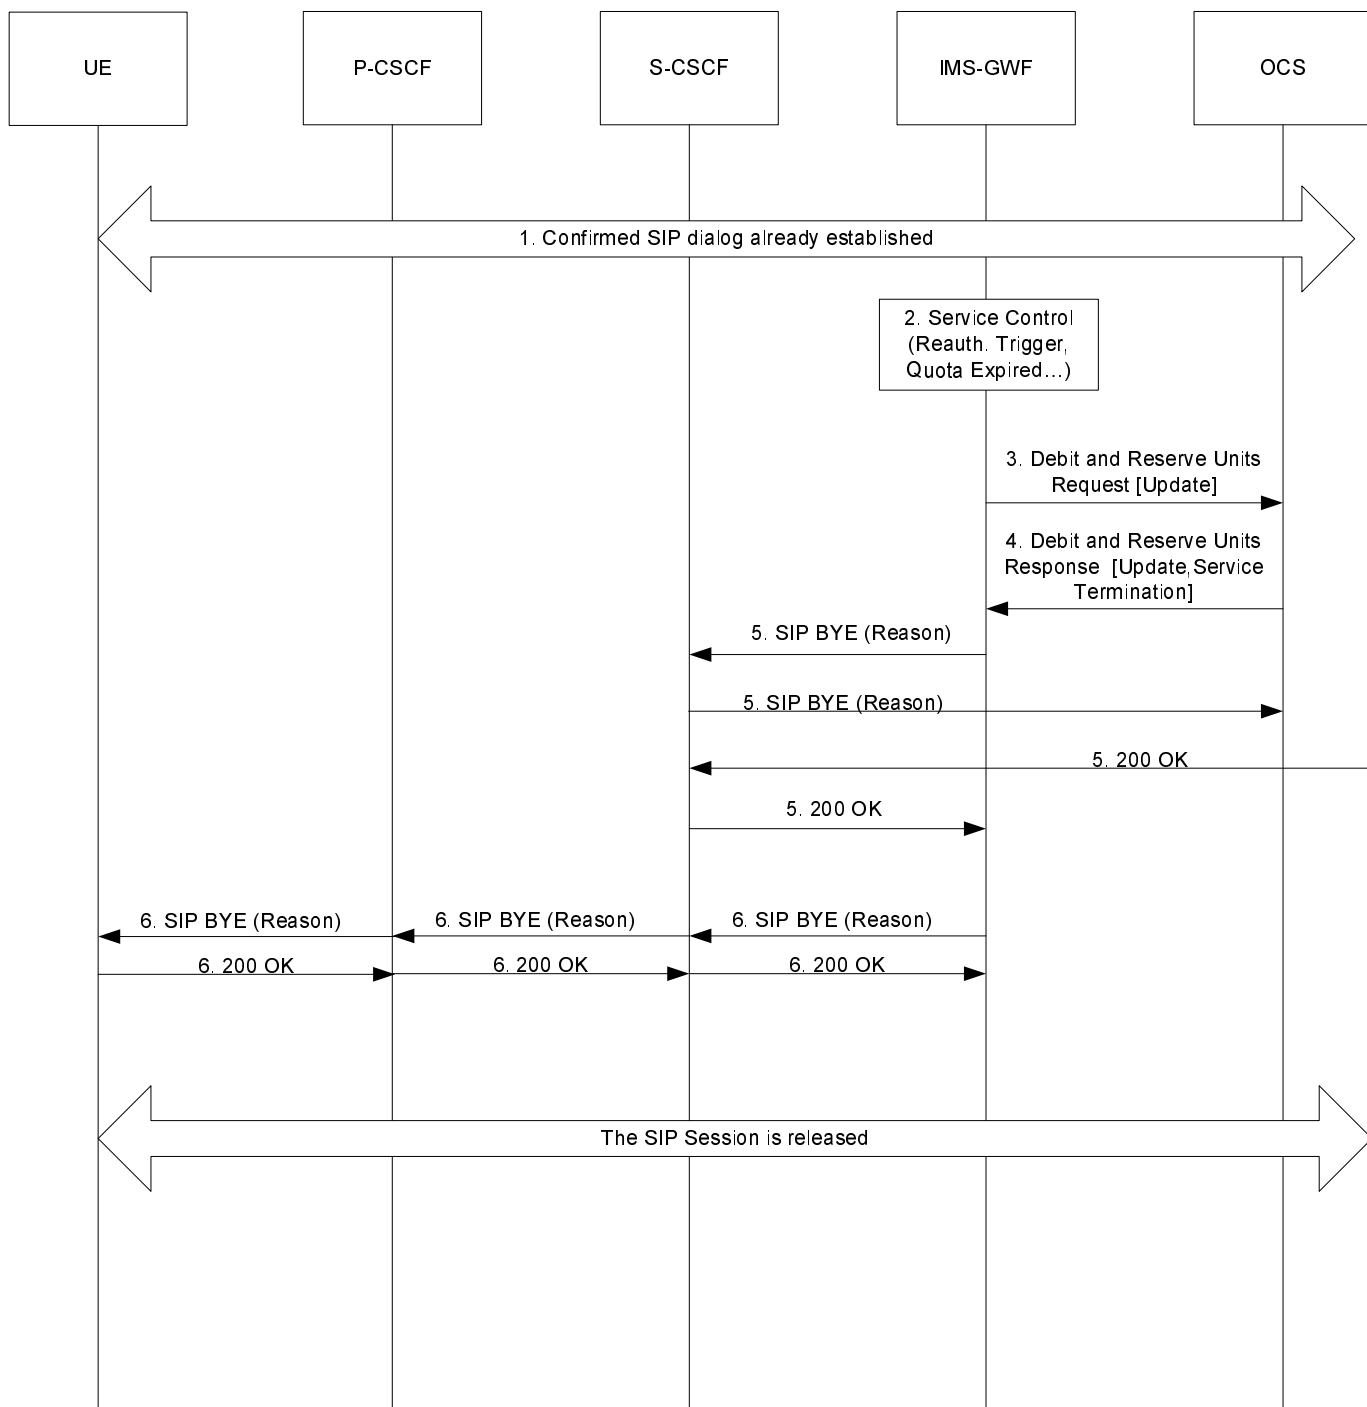 UE
P-CSCF
S-CSCF
IMS-GWF
OCS
1. Confirmed SIP dialog already established
2. Service Control
(Reauth. Trigger,
Quota Expired...)
3. Debit and Reserve Units
Request [Update]
4. Debit and Reserve Units
Response [Update,Service
Termination]
5. SIP BYE (Reason)
5. SIP BYE (Reason)
5. 200 OK
5. 200 OK
6. SIP BYE (Reason)
6. SIP BYE (Reason)
6. SIP BYE (Reason)
6. 200 OK
6. 200 OK
6. 200 OK
The SIP Session is released